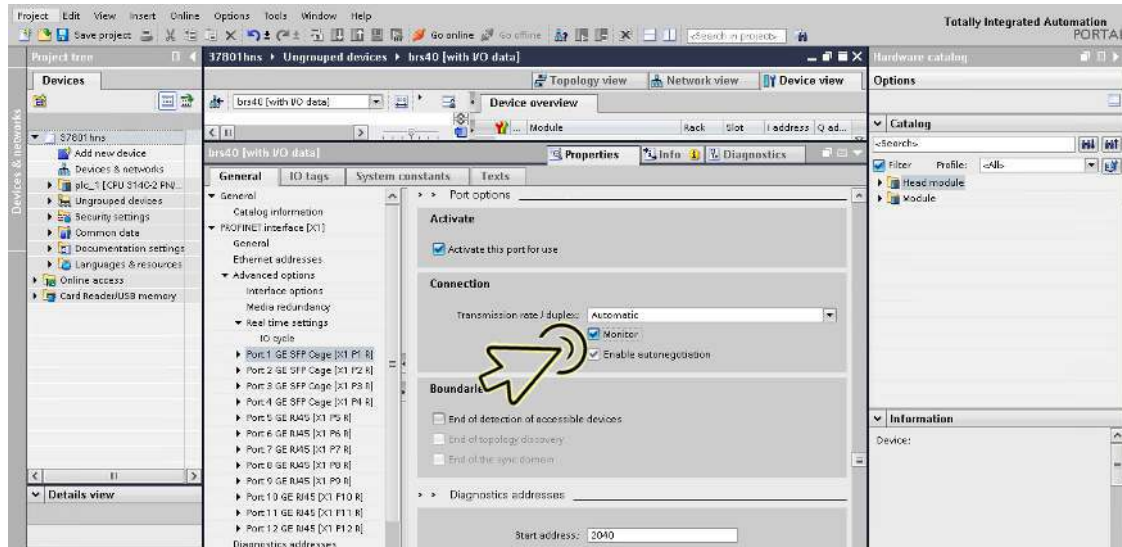 Project Edit View Insert Online Options Tools Window Help
Totally Integrated Automation
PORTAL
Save project
Go online
Go offline
<Search in project>
Project tree
37801hns
Ungrouped devices
brs40 [with I/O data]
Hardware catalog
Devices
Topology view
Network view
Device view
Options
brs40 [with I/O data]
Device overview
... Module Rack Slot I address Q ad...
Catalog
<Search>
Filter Profile: <All>
Head module
Module
Devices & networks
37801hns
Add new device
Devices & networks
plc_1 [CPU 314C-2 PN/...
Ungrouped devices
Security settings
Common data
Documentation settings
Languages & resources
Online access
Card Reader/USB memory
Details view
brs40 [with I/O data]
Properties
Info
Diagnostics
General
IO tags
System constants
Texts
General
Catalog information
PROFINET interface [X1]
General
Ethernet addresses
Advanced options
Interface options
Media redundancy
Real time settings
IO cycle
Port 1 GE SFP Cage [X1 P1 R]
Port 2 GE SFP Cage [X1 P2 R]
Port 3 GE SFP Cage [X1 P3 R]
Port 4 GE SFP Cage [X1 P4 R]
Port 5 GE RJ45 [X1 P5 R]
Port 6 GE RJ45 [X1 P6 R]
Port 7 GE RJ45 [X1 P7 R]
Port 8 GE RJ45 [X1 P8 R]
Port 9 GE RJ45 [X1 P9 R]
Port 10 GE RJ45 [X1 P10 R]
Port 11 GE RJ45 [X1 P11 R]
Port 12 GE RJ45 [X1 P12 R]
Diagnostics addresses
Port options
Activate
Activate this port for use
Connection
Transmission rate / duplex: Automatic
Monitor
Enable autonegotiation
Boundarie
End of detection of accessible devices
End of topology discovery
End of the sync domain
Diagnostics addresses
Start address: 2040
Information
Device: